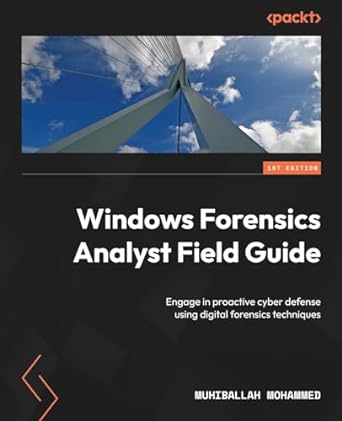 <packt>
1ST EDITION
Windows Forensics
Analyst Field Guide
Engage in proactive cyber defense
using digital forensics techniques
MUHIBALLAH MOHAMMED